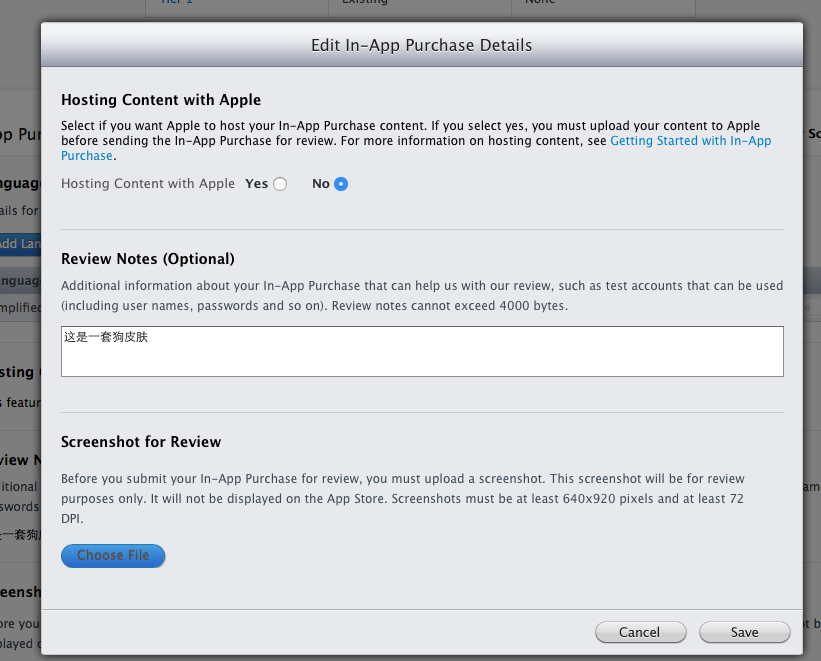 Tier 1
Existing
None
Edit In-App Purchase Details
Hosting Content with Apple
Select if you want Apple to host your In-App Purchase content. If you select yes, you must upload your content to Apple
before sending the In-App Purchase for review. For more information on hosting content, see Getting Started with In-App
Purchase.
Hosting Content with Apple Yes No
Review Notes (Optional)
Additional information about your In-App Purchase that can help us with our review, such as test accounts that can be used
(including user names, passwords and so on). Review notes cannot exceed 4000 bytes.
这是一套狗皮肤
Screenshot for Review
Before you submit your In-App Purchase for review, you must upload a screenshot. This screenshot will be for review
purposes only. It will not be displayed on the App Store. Screenshots must be at least 640x920 pixels and at least 72
DPI.
Choose File
Cancel Save